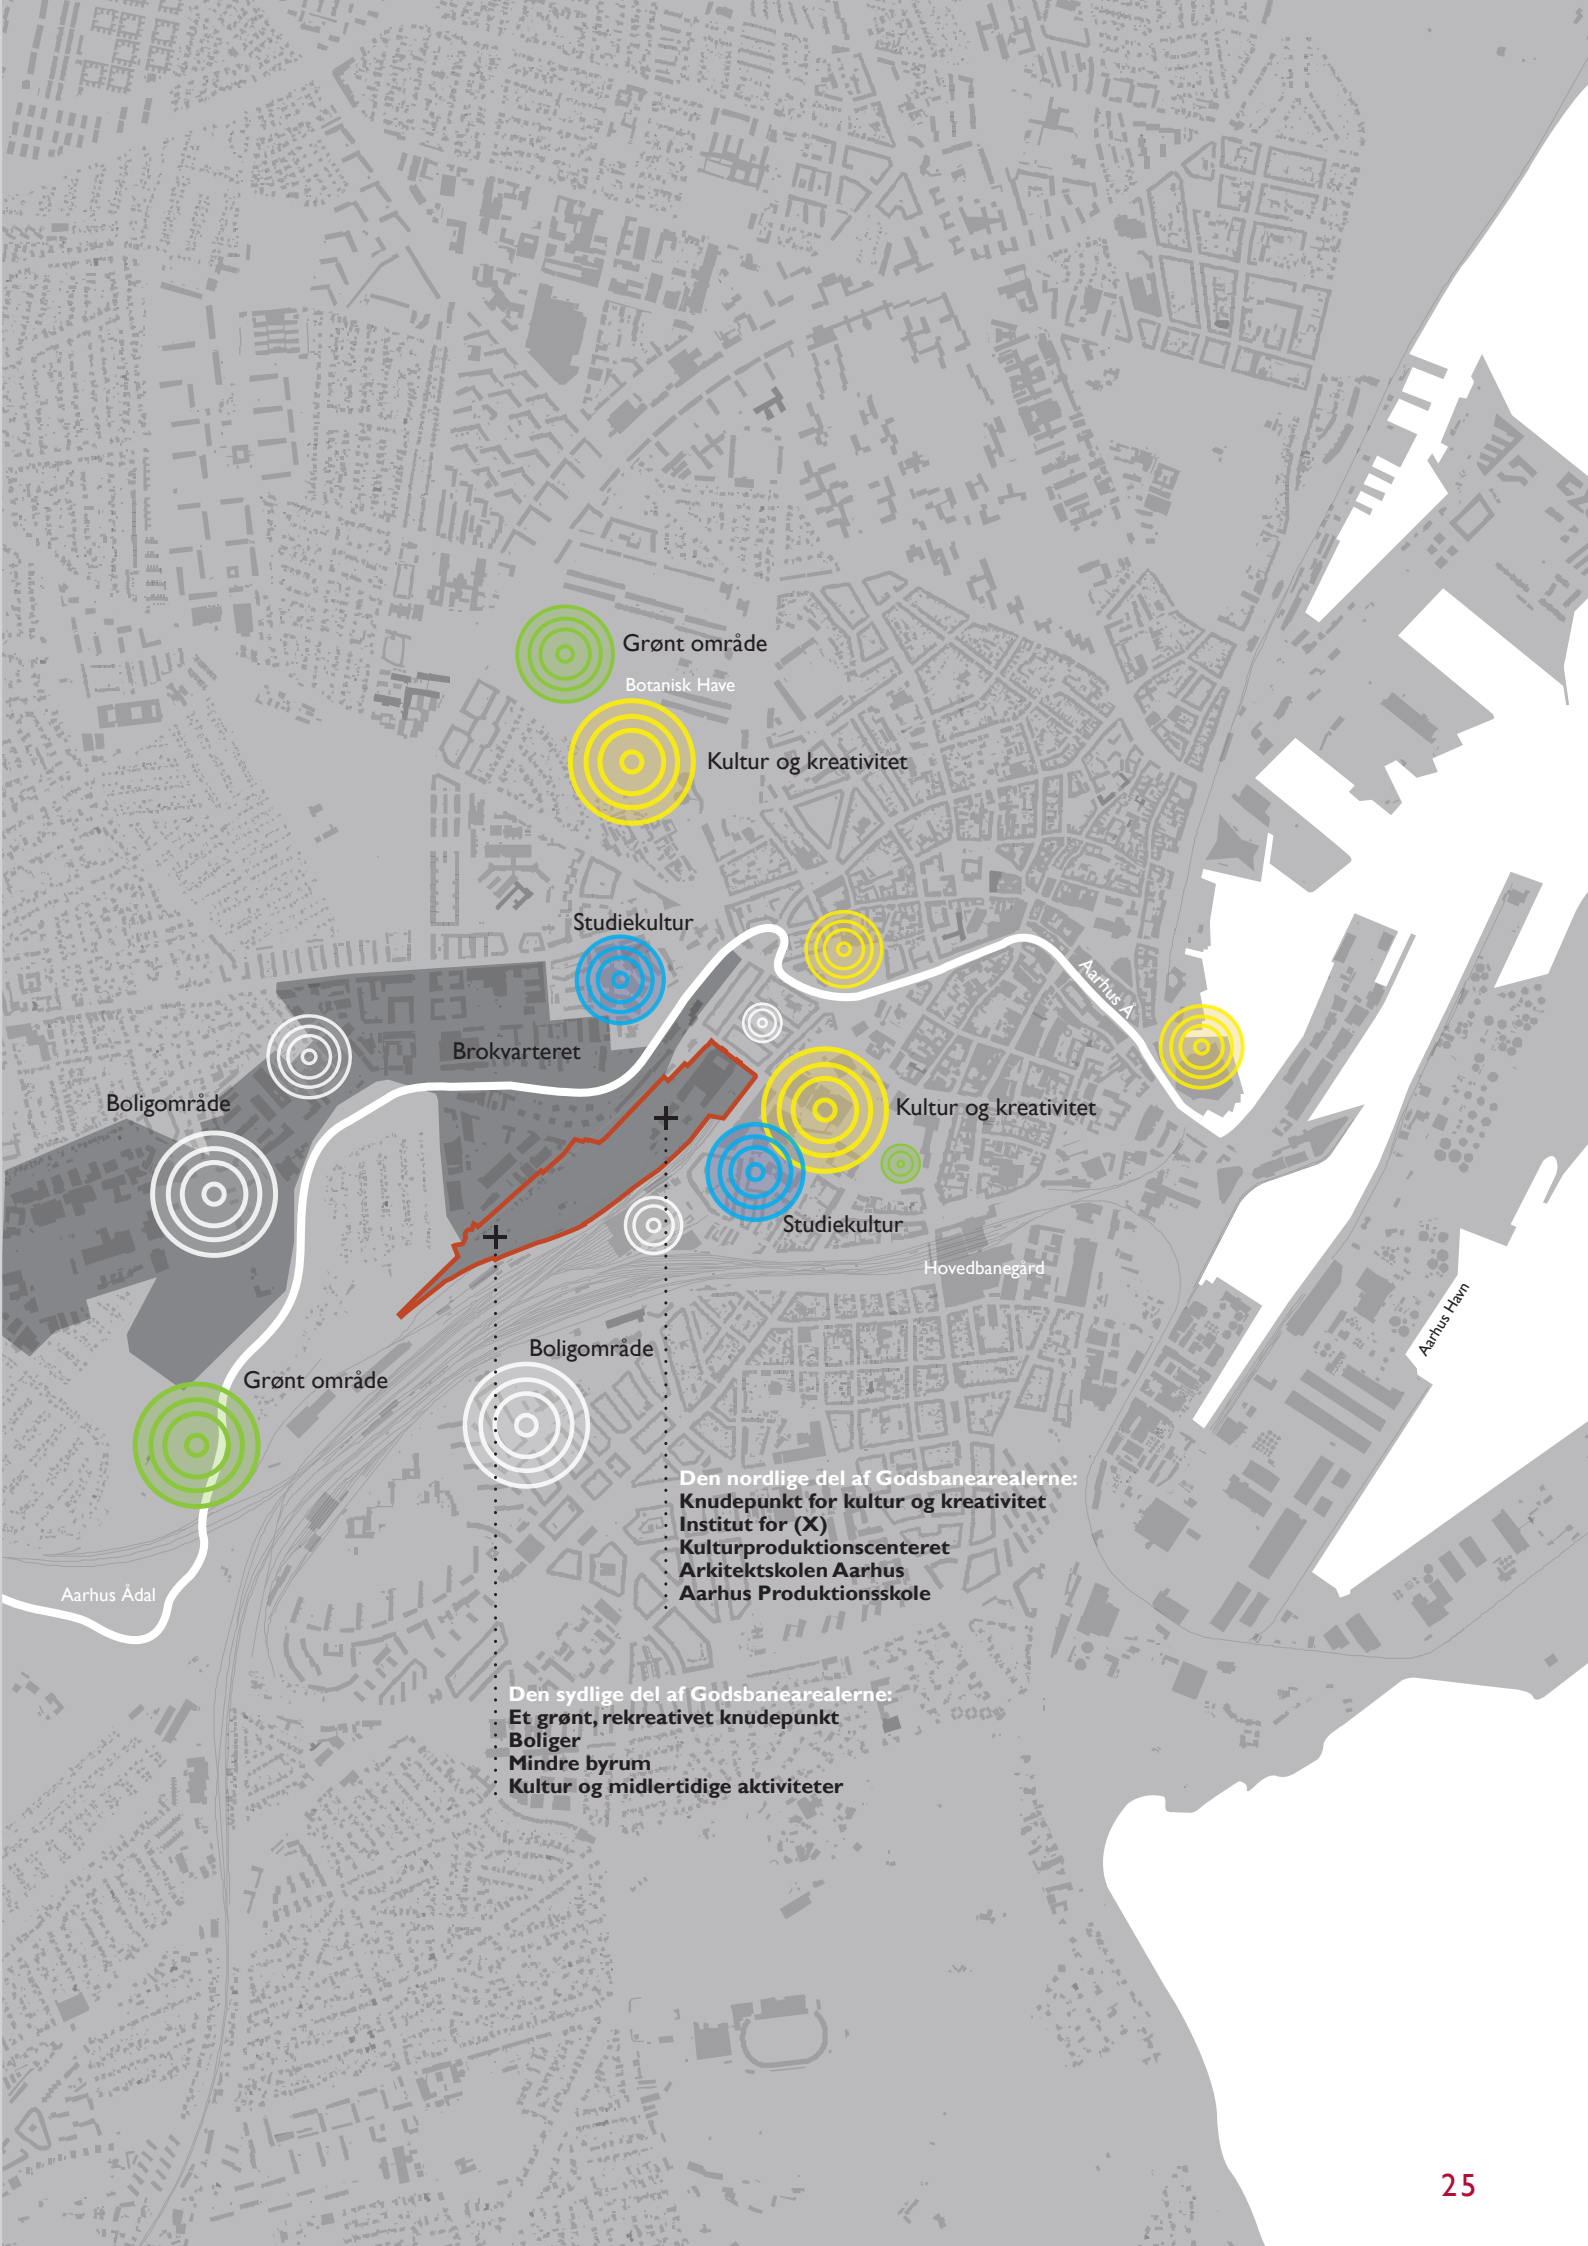 Grønt område
Botanisk Have
Kultur og kreativitet
Studiekultur
Aarhus Å
Brokvarteret
Boligområde
Kultur og kreativitet
Studiekultur
Hovedbanegård
Aarhus Havn
Boligområde
Grønt område
Den nordlige del af Godsbanearealerne:
Knudepunkt for kultur og kreativitet
Institut for (X)
Kulturproduktionscenteret
Arkitektskolen Aarhus
Aarhus Produktionsskole
Aarhus Ådal
Den sydlige del af Godsbanearealerne:
Et grønt, rekreativet knudepunkt
Boliger
Mindre byrum
Kultur og midlertidige aktiviteter
25